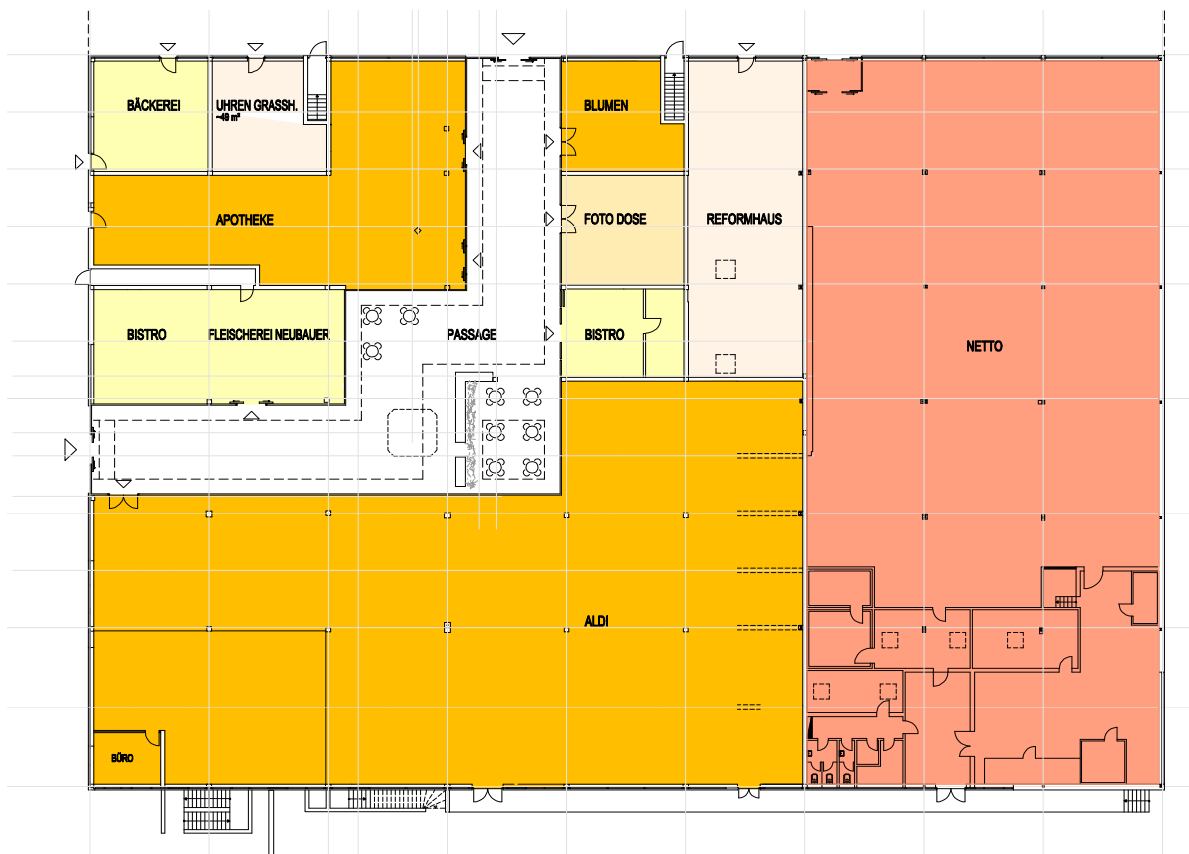 BÄCKEREI
UHREN GRASSH.
~49 m²
BLUMEN
APOTHEKE
FOTO DOSE
REFORMHAUS
BISTRO
FLEISCHEREI NEUBAUER
PASSAGE
BISTRO
NETTO
ALDI
BÜRO